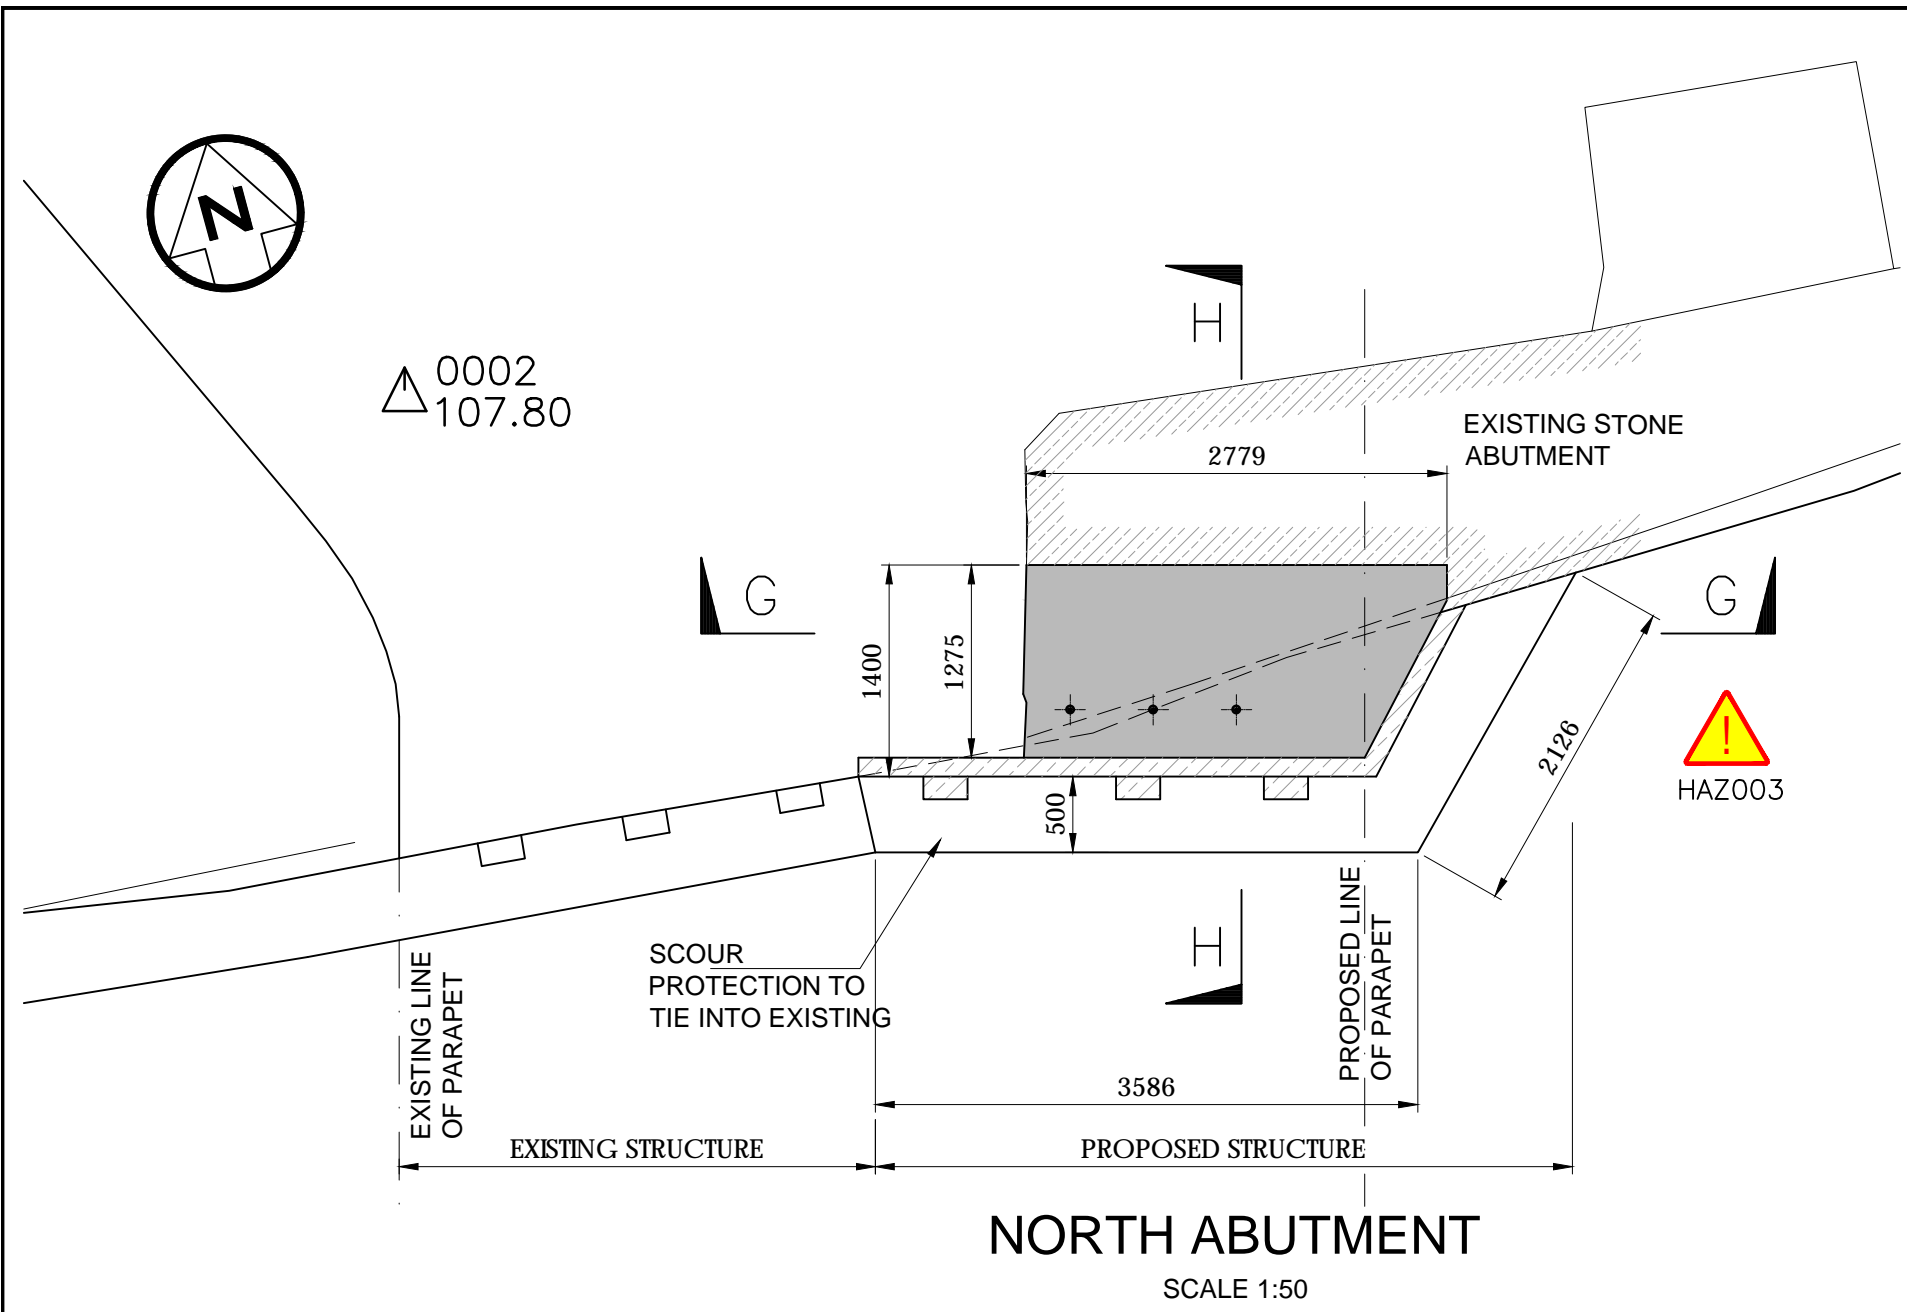 N
0002
107.80
H
EXISTING STONE
ABUTMENT
2779
G
G
1400
1275
2126
!
HAZ003
500
SCOUR
PROTECTION TO
TIE INTO EXISTING
H
EXISTING LINE
OF PARAPET
PROPOSED LINE
OF PARAPET
3586
EXISTING STRUCTURE
PROPOSED STRUCTURE
NORTH ABUTMENT
SCALE 1:50